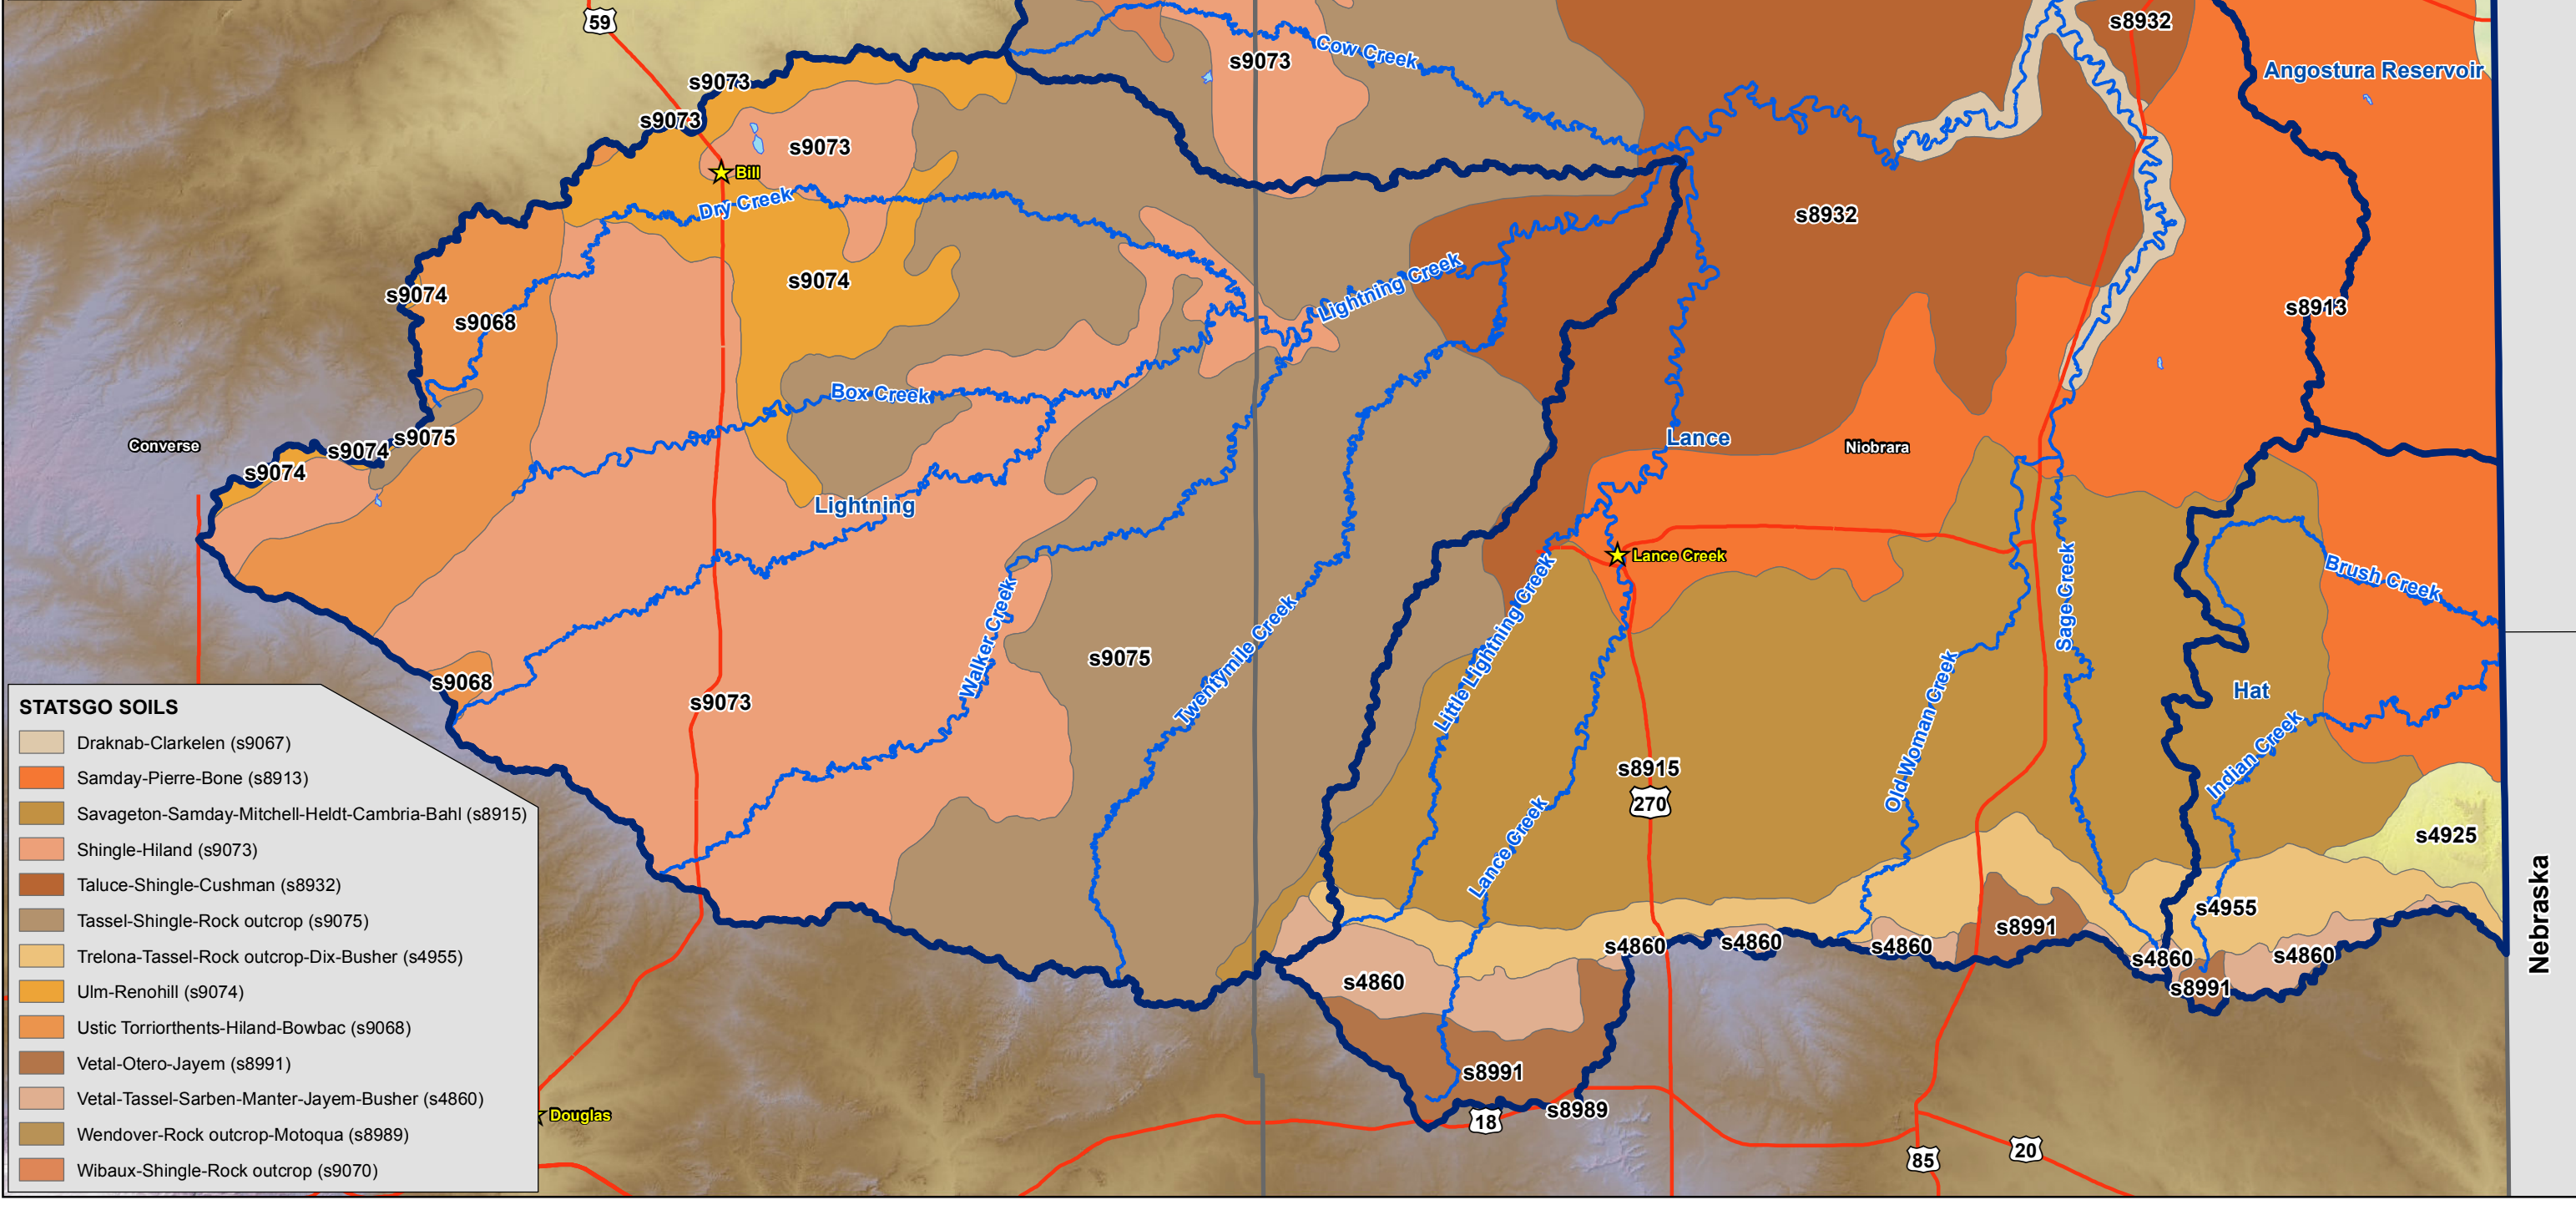 59
s8932
s9073
Cow Creek
Angostura Reservoir
s9073
s9073
s9073
Bill
Dry Creek
s8932
s9074
Lightning Creek
s9074
s8913
s9068
Box Creek
Converse
s9075
s9074
s9074
Lance
Niobrara
Lightning
Lance Creek
Little Lightning Creek
Sage Creek
Brush Creek
Walker Creek
Twentymile Creek
s9075
Old Woman Creek
s9068
s9073
Hat
Indian Creek
s8915
270
Lance Creek
s4925
Nebraska
s4955
s8991
s4860
s4860
s4860
s4860
s4860
s4860
s8991
s8991
s8989
18
Douglas
85
20
STATSGO SOILS
Draknab-Clarkelen (s9067)
Samday-Pierre-Bone (s8913)
Savageton-Samday-Mitchell-Heldt-Cambria-Bahl (s8915)
Shingle-Hiland (s9073)
Taluce-Shingle-Cushman (s8932)
Tassel-Shingle-Rock outcrop (s9075)
Trelona-Tassel-Rock outcrop-Dix-Busher (s4955)
Ulm-Renohill (s9074)
Ustic Torriorthents-Hiland-Bowbac (s9068)
Vetal-Otero-Jayem (s8991)
Vetal-Tassel-Sarben-Manter-Jayem-Busher (s4860)
Wendover-Rock outcrop-Motoqua (s8989)
Wibaux-Shingle-Rock outcrop (s9070)